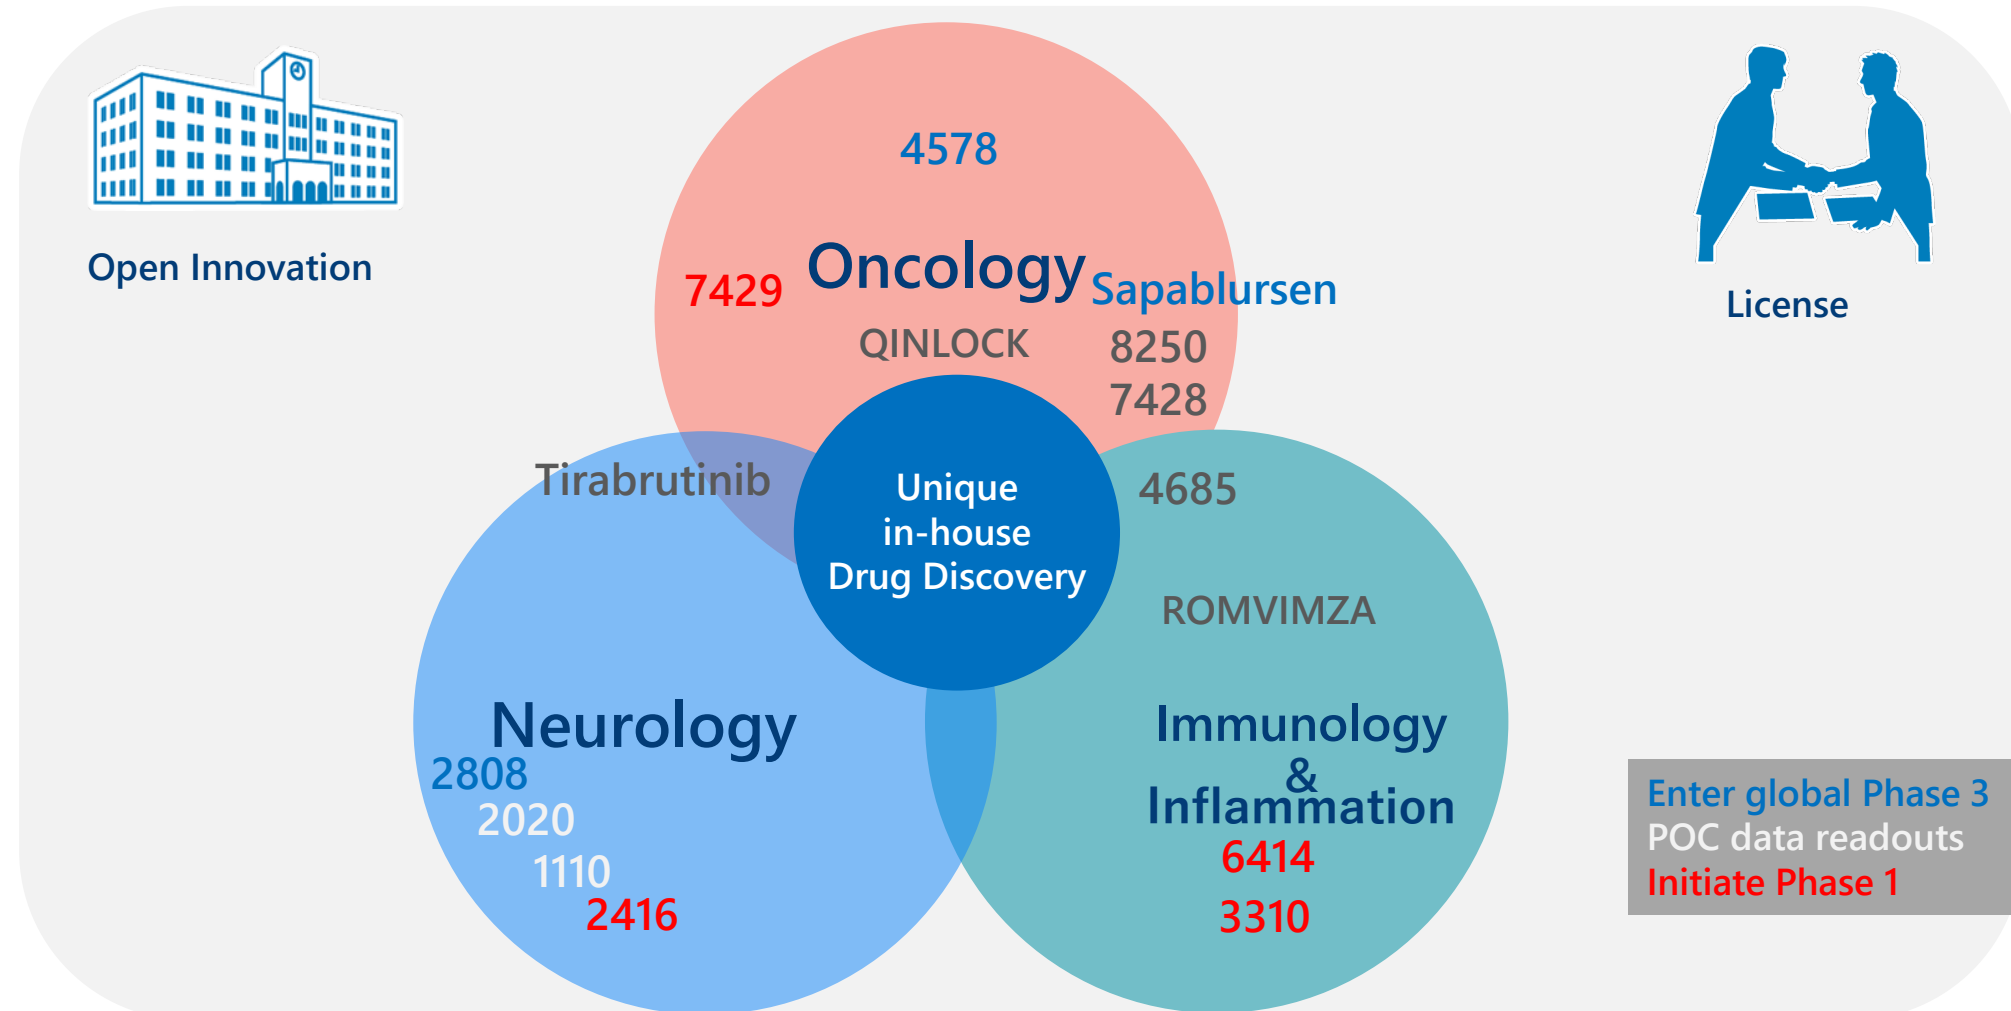 Open Innovation
4578
7429
Oncology
Sapablursen
QINLOCK
8250
7428
License
Tirabrutinib
Unique
in-house
Drug Discovery
4685
ROMVIMZA
Neurology
2808
2020
1110
2416
Immunology
&
Inflammation
6414
3310
Enter global Phase 3
POC data readouts
Initiate Phase 1